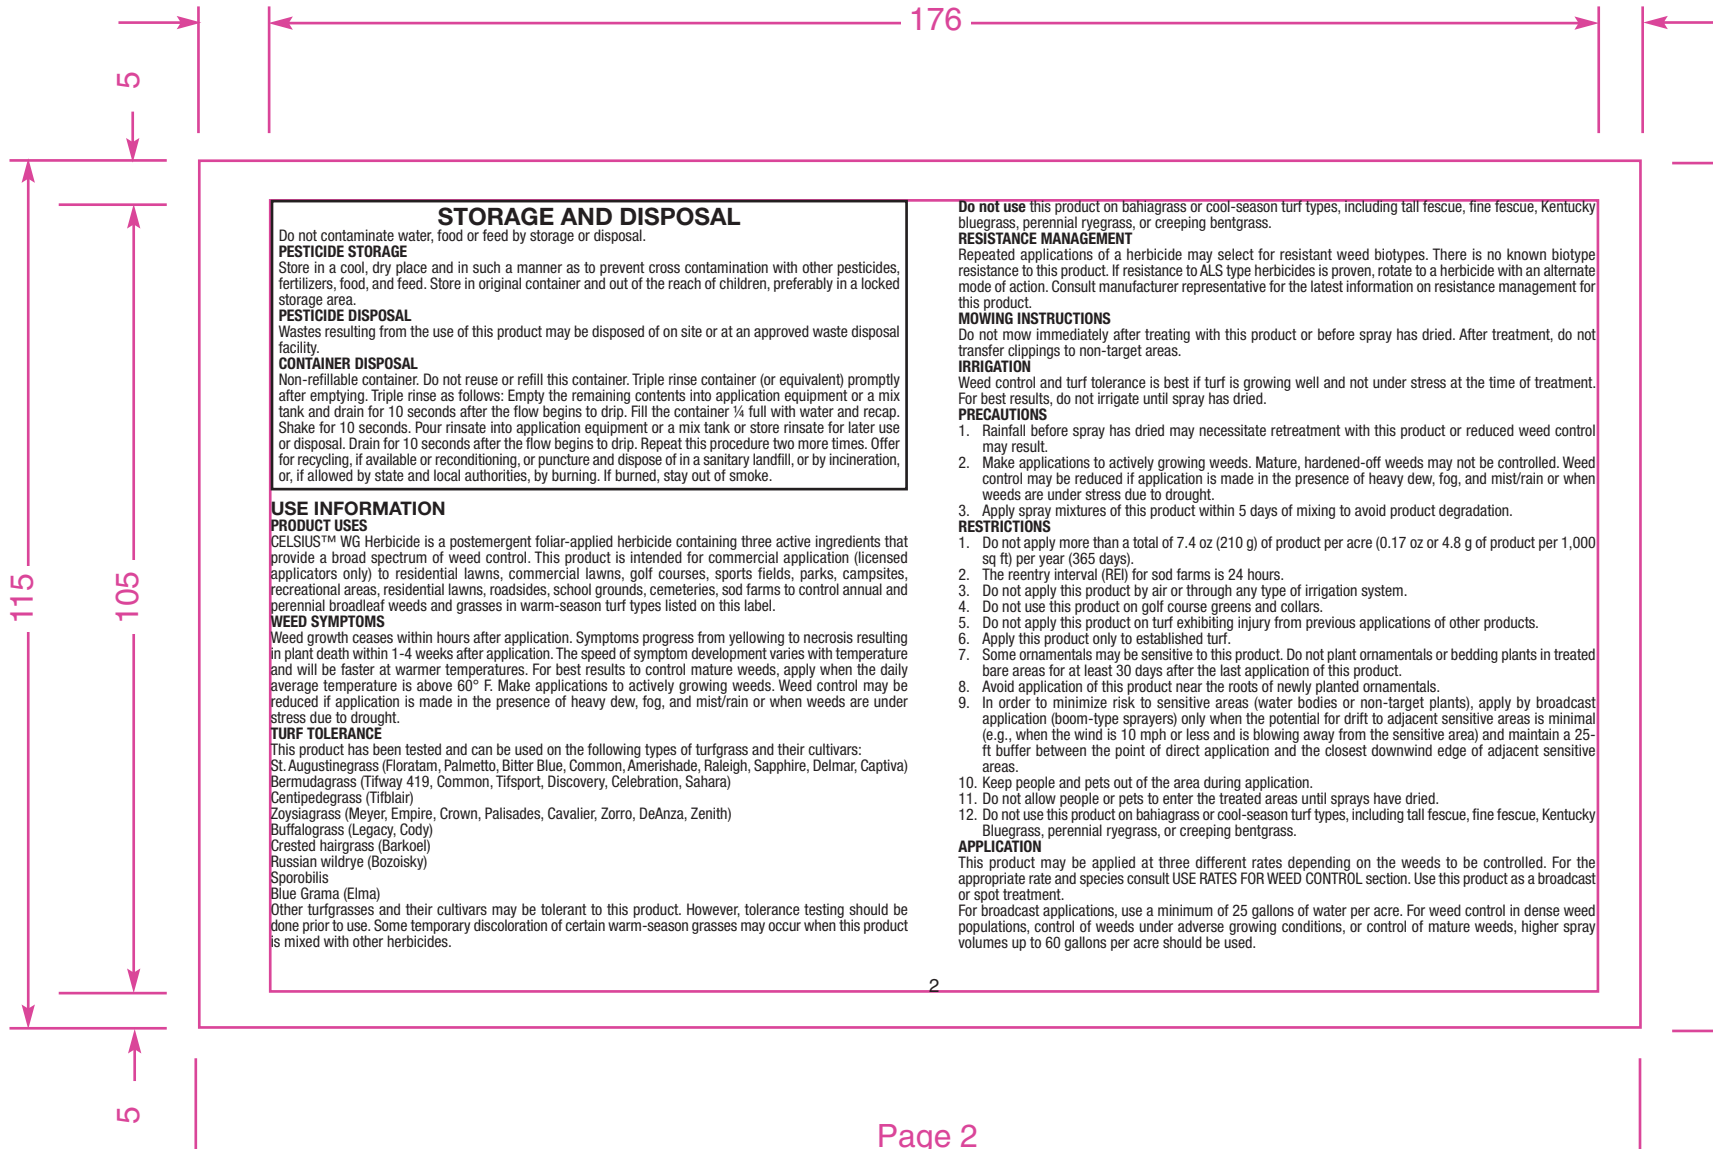 176
5
115
105
5
STORAGE AND DISPOSAL
Do not contaminate water, food or feed by storage or disposal.
PESTICIDE STORAGE
Store in a cool, dry place and in such a manner as to prevent cross contamination with other pesticides,
fertilizers, food, and feed. Store in original container and out of the reach of children, preferably in a locked
storage area.
PESTICIDE DISPOSAL
Wastes resulting from the use of this product may be disposed of on site or at an approved waste disposal
facility.
CONTAINER DISPOSAL
Non-refillable container. Do not reuse or refill this container. Triple rinse container (or equivalent) promptly
after emptying. Triple rinse as follows: Empty the remaining contents into application equipment or a mix
tank and drain for 10 seconds after the flow begins to drip. Fill the container ¼ full with water and recap.
Shake for 10 seconds. Pour rinsate into application equipment or a mix tank or store rinsate for later use
or disposal. Drain for 10 seconds after the flow begins to drip. Repeat this procedure two more times. Offer
for recycling, if available or reconditioning, or puncture and dispose of in a sanitary landfill, or by incineration,
or, if allowed by state and local authorities, by burning. If burned, stay out of smoke.
USE INFORMATION
PRODUCT USES
CELSIUS™ WG Herbicide is a postemergent foliar-applied herbicide containing three active ingredients that
provide a broad spectrum of weed control. This product is intended for commercial application (licensed
applicators only) to residential lawns, commercial lawns, golf courses, sports fields, parks, campsites,
recreational areas, residential lawns, roadsides, school grounds, cemeteries, sod farms to control annual and
perennial broadleaf weeds and grasses in warm-season turf types listed on this label.
WEED SYMPTOMS
Weed growth ceases within hours after application. Symptoms progress from yellowing to necrosis resulting
in plant death within 1-4 weeks after application. The speed of symptom development varies with temperature
and will be faster at warmer temperatures. For best results to control mature weeds, apply when the daily
average temperature is above 60° F. Make applications to actively growing weeds. Weed control may be
reduced if application is made in the presence of heavy dew, fog, and mist/rain or when weeds are under
stress due to drought.
TURF TOLERANCE
This product has been tested and can be used on the following types of turfgrass and their cultivars:
St. Augustinegrass (Floratam, Palmetto, Bitter Blue, Common, Amerishade, Raleigh, Sapphire, Delmar, Captiva)
Bermudagrass (Tifway 419, Common, Tifsport, Discovery, Celebration, Sahara)
Centipedegrass (Tifblair)
Zoysiagrass (Meyer, Empire, Crown, Palisades, Cavalier, Zorro, DeAnza, Zenith)
Buffalograss (Legacy, Cody)
Crested hairgrass (Barkoel)
Russian wildrye (Bozoisky)
Sporobilis
Blue Grama (Elma)
Other turfgrasses and their cultivars may be tolerant to this product. However, tolerance testing should be
done prior to use. Some temporary discoloration of certain warm-season grasses may occur when this product
is mixed with other herbicides.
Do not use this product on bahiagrass or cool-season turf types, including tall fescue, fine fescue, Kentucky
bluegrass, perennial ryegrass, or creeping bentgrass.
RESISTANCE MANAGEMENT
Repeated applications of a herbicide may select for resistant weed biotypes. There is no known biotype
resistance to this product. If resistance to ALS type herbicides is proven, rotate to a herbicide with an alternate
mode of action. Consult manufacturer representative for the latest information on resistance management for
this product.
MOWING INSTRUCTIONS
Do not mow immediately after treating with this product or before spray has dried. After treatment, do not
transfer clippings to non-target areas.
IRRIGATION
Weed control and turf tolerance is best if turf is growing well and not under stress at the time of treatment.
For best results, do not irrigate until spray has dried.
PRECAUTIONS
1. Rainfall before spray has dried may necessitate retreatment with this product or reduced weed control
may result.
2. Make applications to actively growing weeds. Mature, hardened-off weeds may not be controlled. Weed
control may be reduced if application is made in the presence of heavy dew, fog, and mist/rain or when
weeds are under stress due to drought.
3. Apply spray mixtures of this product within 5 days of mixing to avoid product degradation.
RESTRICTIONS
1. Do not apply more than a total of 7.4 oz (210 g) of product per acre (0.17 oz or 4.8 g of product per 1,000
sq ft) per year (365 days).
2. The reentry interval (REI) for sod farms is 24 hours.
3. Do not apply this product by air or through any type of irrigation system.
4. Do not use this product on golf course greens and collars.
5. Do not apply this product on turf exhibiting injury from previous applications of other products.
6. Apply this product only to established turf.
7. Some ornamentals may be sensitive to this product. Do not plant ornamentals or bedding plants in treated
bare areas for at least 30 days after the last application of this product.
8. Avoid application of this product near the roots of newly planted ornamentals.
9. In order to minimize risk to sensitive areas (water bodies or non-target plants), apply by broadcast
application (boom-type sprayers) only when the potential for drift to adjacent sensitive areas is minimal
(e.g., when the wind is 10 mph or less and is blowing away from the sensitive area) and maintain a 25-
ft buffer between the point of direct application and the closest downwind edge of adjacent sensitive
areas.
10. Keep people and pets out of the area during application.
11. Do not allow people or pets to enter the treated areas until sprays have dried.
12. Do not use this product on bahiagrass or cool-season turf types, including tall fescue, fine fescue, Kentucky
Bluegrass, perennial ryegrass, or creeping bentgrass.
APPLICATION
This product may be applied at three different rates depending on the weeds to be controlled. For the
appropriate rate and species consult USE RATES FOR WEED CONTROL section. Use this product as a broadcast
or spot treatment.
For broadcast applications, use a minimum of 25 gallons of water per acre. For weed control in dense weed
populations, control of weeds under adverse growing conditions, or control of mature weeds, higher spray
volumes up to 60 gallons per acre should be used.
2
Page 2